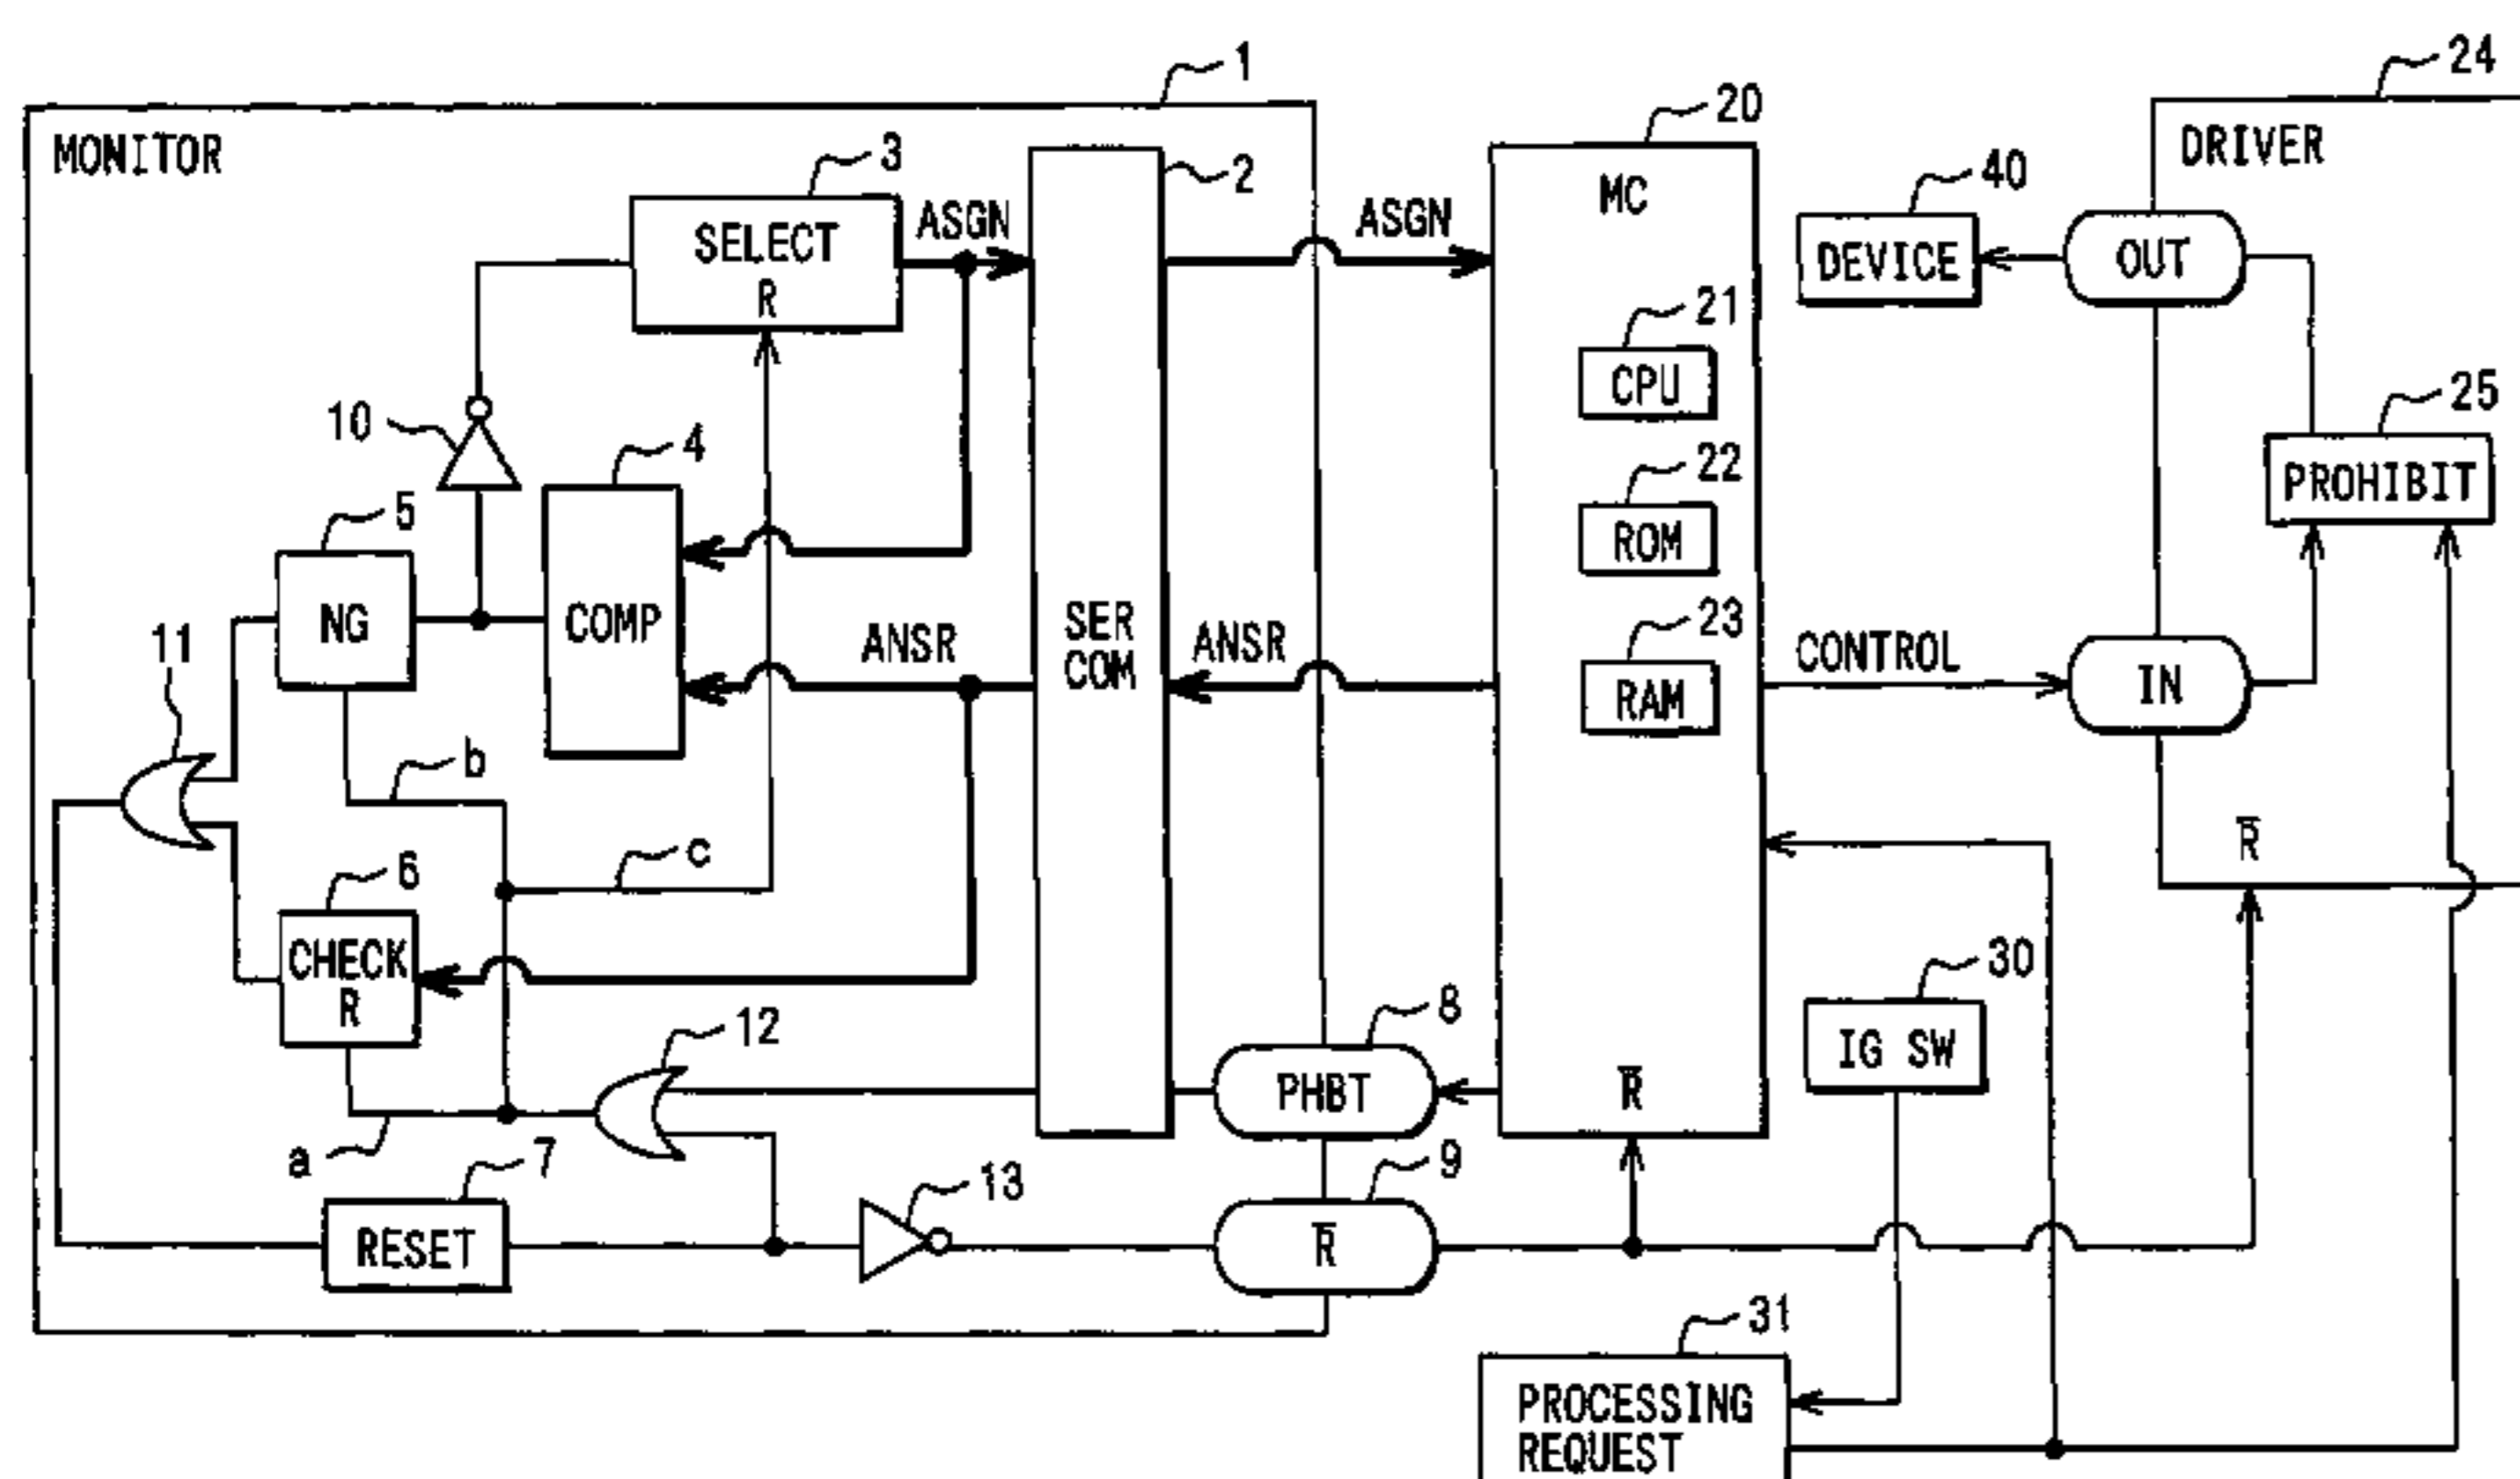 1
24
MONITOR
20
DRIVER
3
2
40
ASGN
ASGN
MC
SELECT
R
DEVICE
OUT
21
CPU
10
4
25
22
PROHIBIT
5
ROM
NG
COMP
11
ANSR
SER
COM
ANSR
23
CONTROL
RAM
IN
b
c
R̅
6
CHECK
R
30
12
8
IG SW
PHBT
R̅
a
7
13
9
RESET
R̅
31
PROCESSING
REQUEST